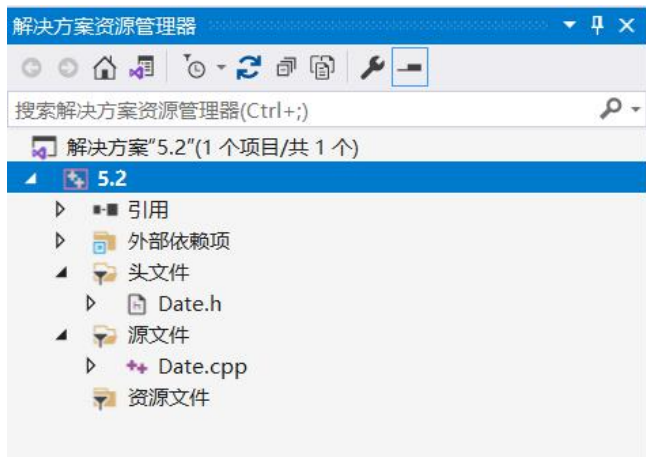 解决方案资源管理器
搜索解决方案资源管理器(Ctrl+;)
解决方案"5.2"(1 个项目/共 1 个)
5.2
引用
外部依赖项
头文件
Date.h
源文件
Date.cpp
资源文件